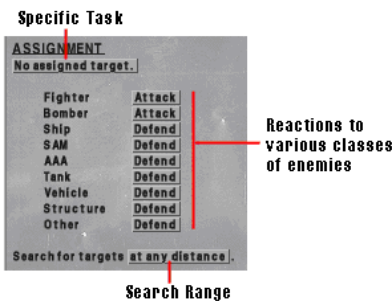 Specific Task
ASSIGNMENT
No assigned target.
Fighter Attack
Bomber Attack
Ship Defend
SAM Defend
AAA Defend
Tank Defend
Vehicle Defend
Structure Defend
Other Defend
Reactions to
various classes
of enemies
Search for targets at any distance.
Search Range